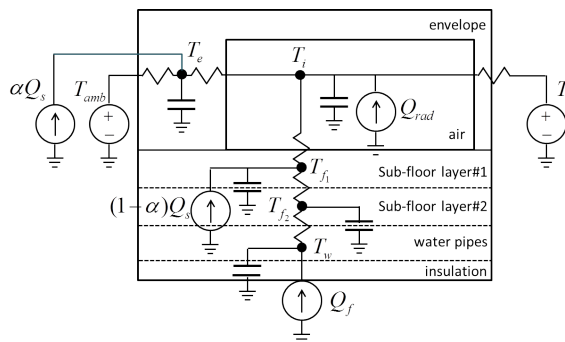 envelope
T_e
T_i
αQ_s
T_amb
Q_rad
T
air
T_f1
Sub-floor layer#1
(1-α)Q_s
T_f2
Sub-floor layer#2
T_w
water pipes
insulation
Q_f